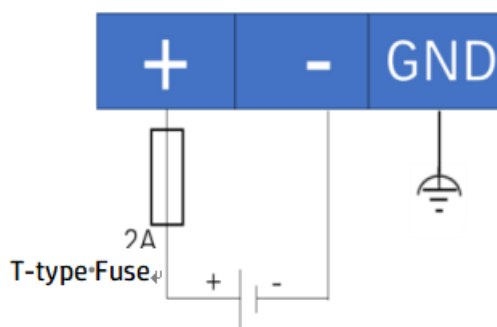 + - GND
2A
T-type Fuse
+ -